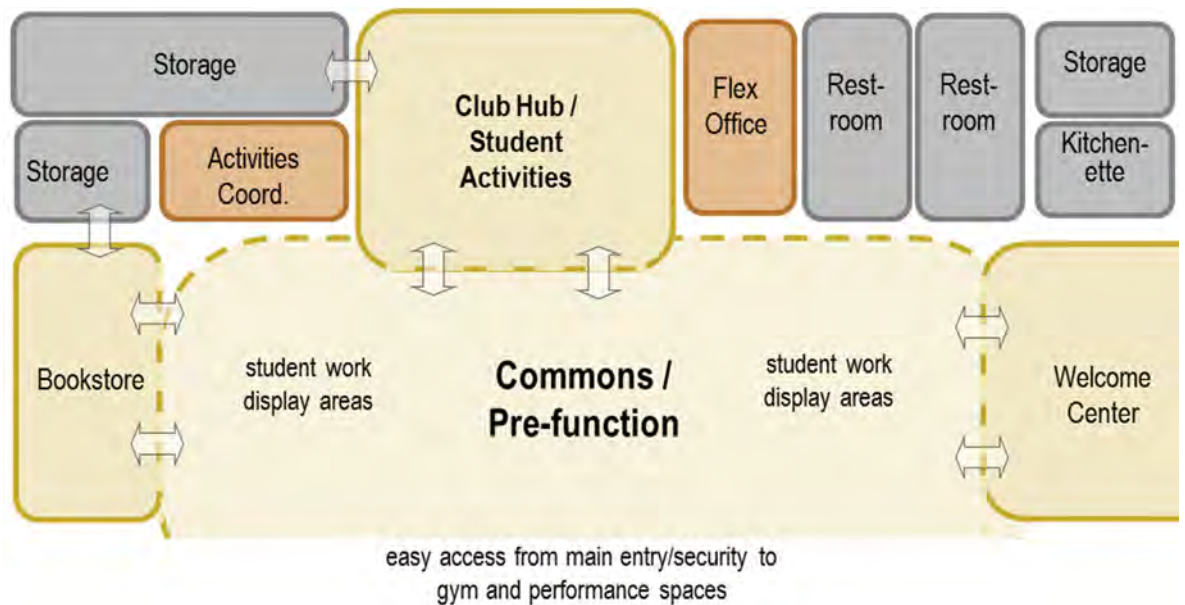 Storage
Club Hub /
Student
Activities
Flex
Office
Rest-
room
Rest-
room
Storage
Storage
Activities
Coord.
Kitchen-
ette
Bookstore
student work
display areas
Commons /
Pre-function
student work
display areas
Welcome
Center
easy access from main entry/security to
gym and performance spaces